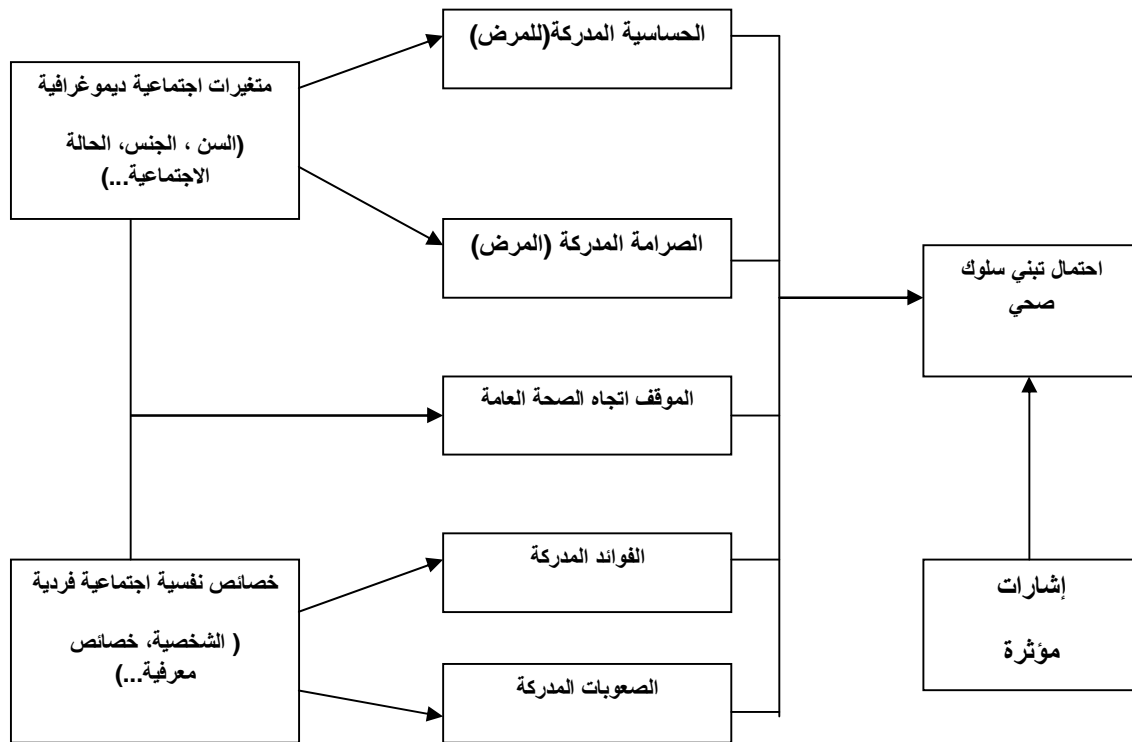 الحساسية المدركة(للمرض)
متغيرات اجتماعية ديموغرافية
(السن ، الجنس، الحالة
الاجتماعية...)
الصرامة المدركة (المرض)
احتمال تبني سلوك
صحي
الموقف اتجاه الصحة العامة
الفوائد المدركة
خصائص نفسية اجتماعية فردية
( الشخصية، خصائص
معرفية...)
الصعوبات المدركة
إشارات
مؤثرة